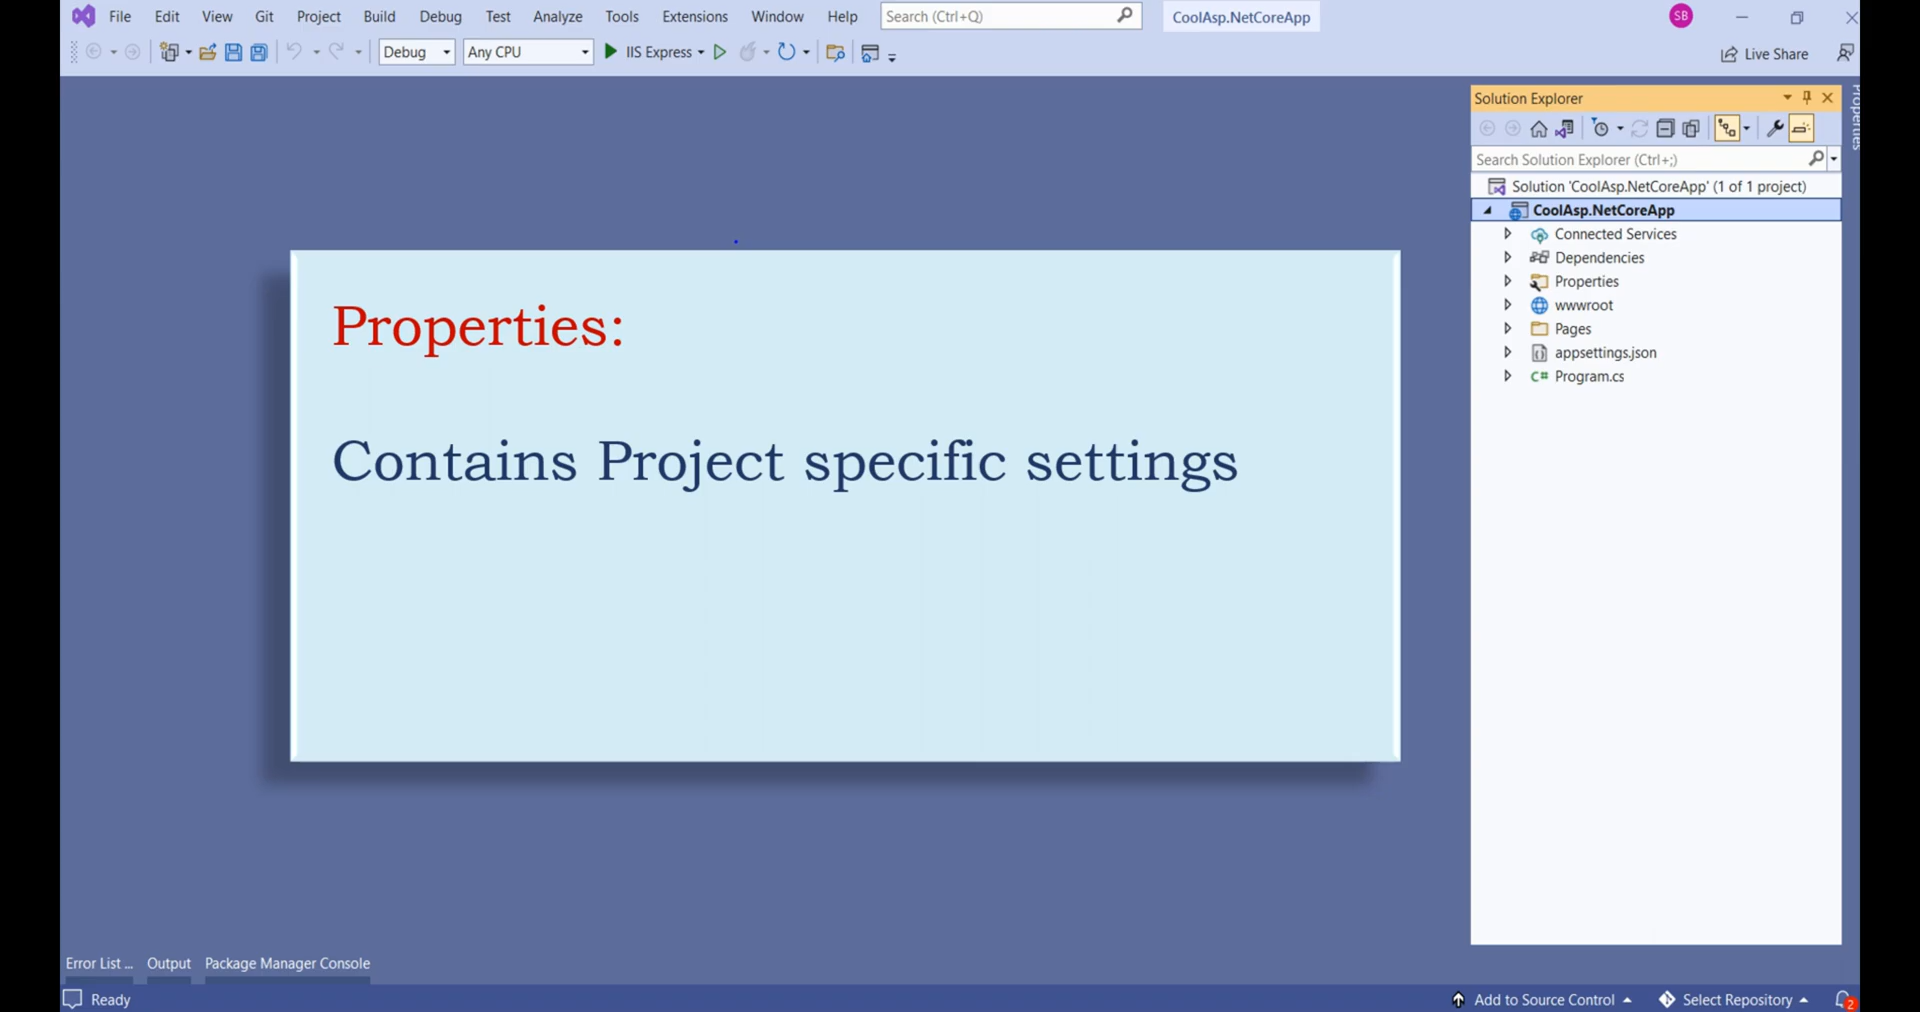 File Edit View Git Project Build Debug Test Analyze Tools Extensions Window Help Search (Ctrl+Q) CoolAsp.NetCoreApp SB
Debug Any CPU IIS Express Live Share
Solution Explorer
Properties
Search Solution Explorer (Ctrl+;)
Solution 'CoolAsp.NetCoreApp' (1 of 1 project)
CoolAsp.NetCoreApp
Connected Services
Dependencies
Properties
wwwroot
Pages
appsettings.json
C# Program.cs
Properties:
Contains Project specific settings
Error List ... Output Package Manager Console
Ready Add to Source Control Select Repository 2